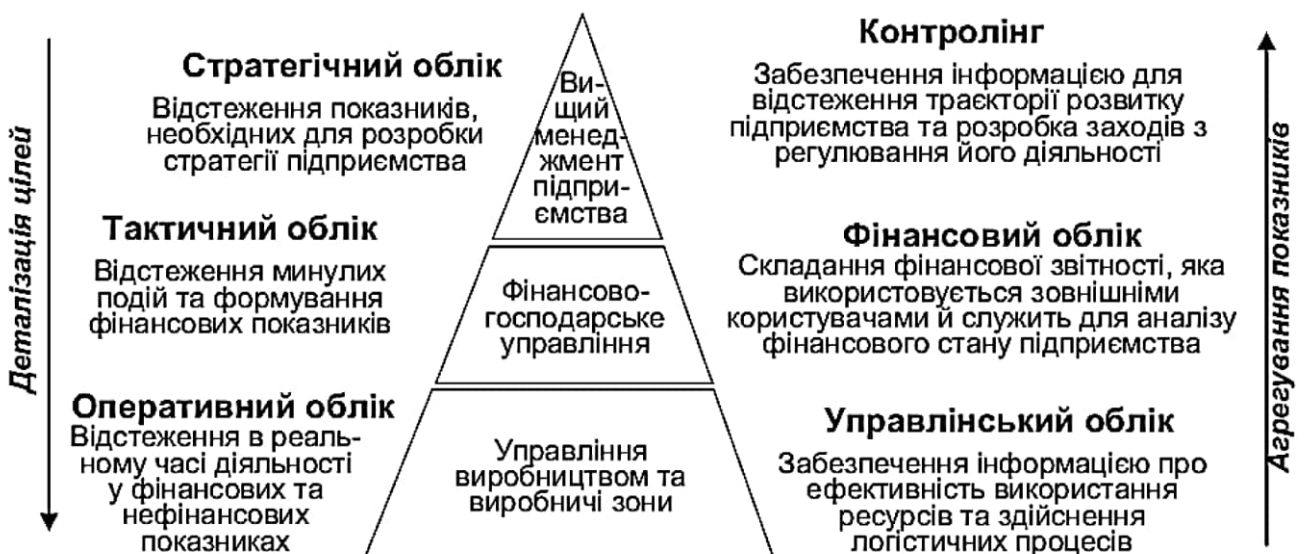 Деталізація цілей
Стратегічний облік
Відстеження показників,
необхідних для розробки
стратегії підприємства
Тактичний облік
Відстеження минулих
подій та формування
фінансових показників
Оперативний облік
Відстеження в реаль-
ному часі діяльності
у фінансових та
нефінансових
показниках
Ви-
щий
менед-
жмент
підпри-
ємства
Фінансово-
господарське
управління
Управління
виробництвом та
виробничі зони
Контролінг
Забезпечення інформацією для
відстеження траєкторії розвитку
підприємства та розробка заходів з
регулювання його діяльності
Фінансовий облік
Складання фінансової звітності, яка
використовується зовнішніми
користувачами й служить для аналізу
фінансового стану підприємства
Управлінський облік
Забезпечення інформацією про
ефективність використання
ресурсів та здійснення
логістичних процесів
Агрегування показників